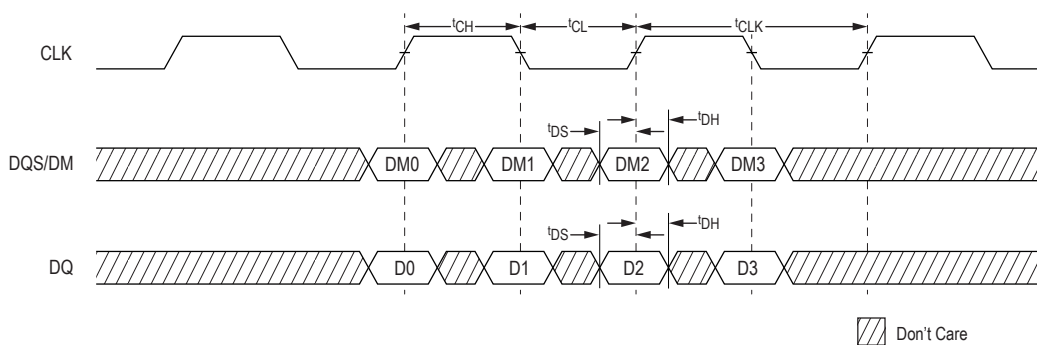 tCH tCL tCLK
CLK
tDS tDH
DQS/DM DM0 DM1 DM2 DM3
tDS tDH
DQ D0 D1 D2 D3
Don't Care